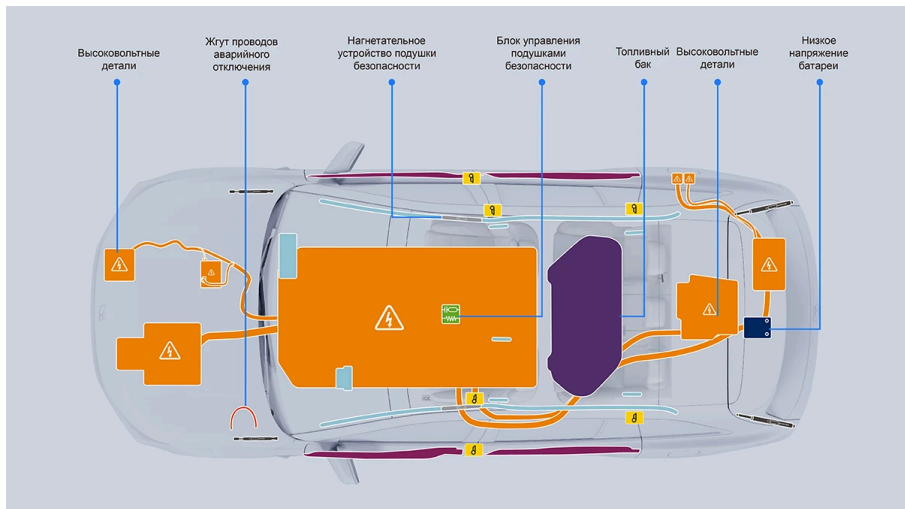 Высоковольтные
детали
Жгут проводов
аварийного
отключения
Нагнетательное
устройство подушки
безопасности
Блок управления
подушками
безопасности
Топливный
бак
Высоковольтные
детали
Низкое
напряжение
батареи